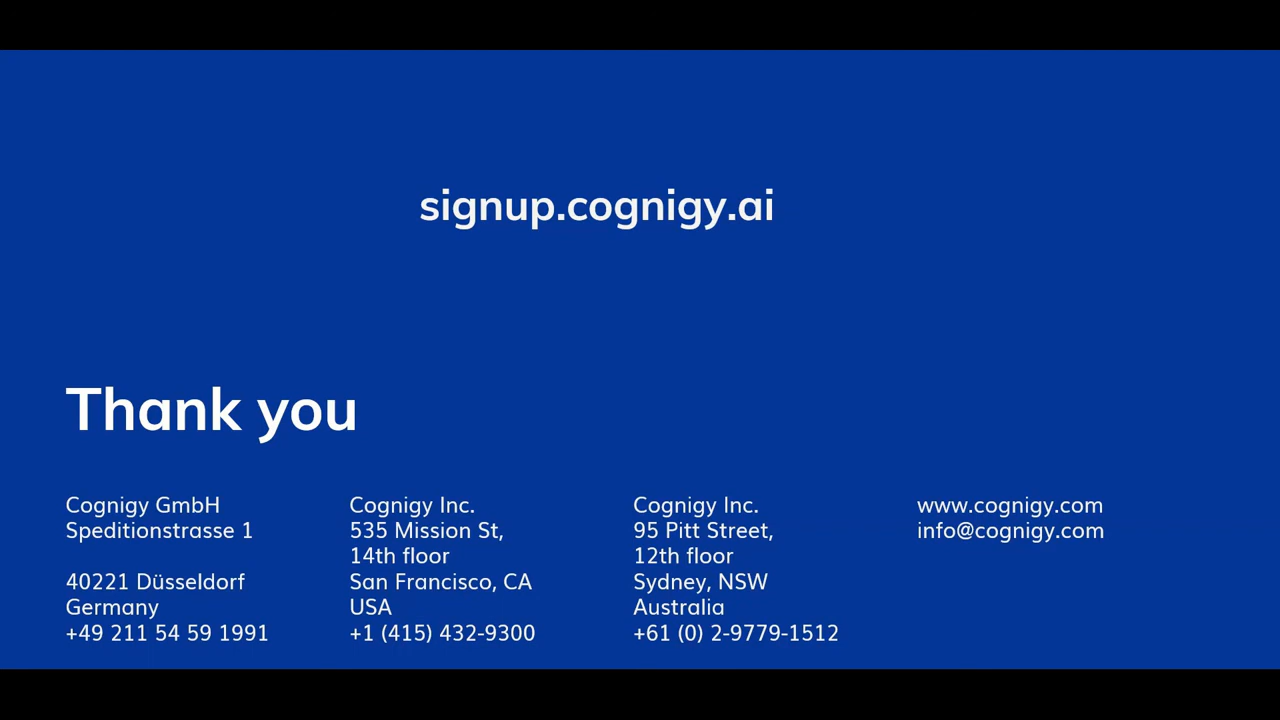 signup.cognigy.ai
Thank you
Cognigy GmbH
Speditionstrasse 1
40221 Düsseldorf
Germany
+49 211 54 59 1991
Cognigy Inc.
535 Mission St,
14th floor
San Francisco, CA
USA
+1 (415) 432-9300
Cognigy Inc.
95 Pitt Street,
12th floor
Sydney, NSW
Australia
+61 (0) 2-9779-1512
www.cognigy.com
info@cognigy.com